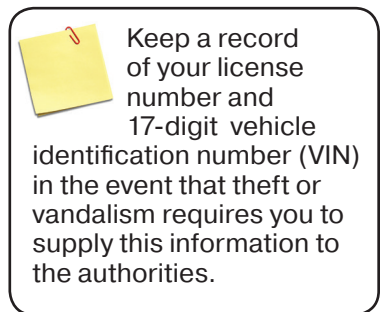 Keep a record
of your license
number and
17-digit vehicle
identification number (VIN)
in the event that theft or
vandalism requires you to
supply this information to
the authorities.